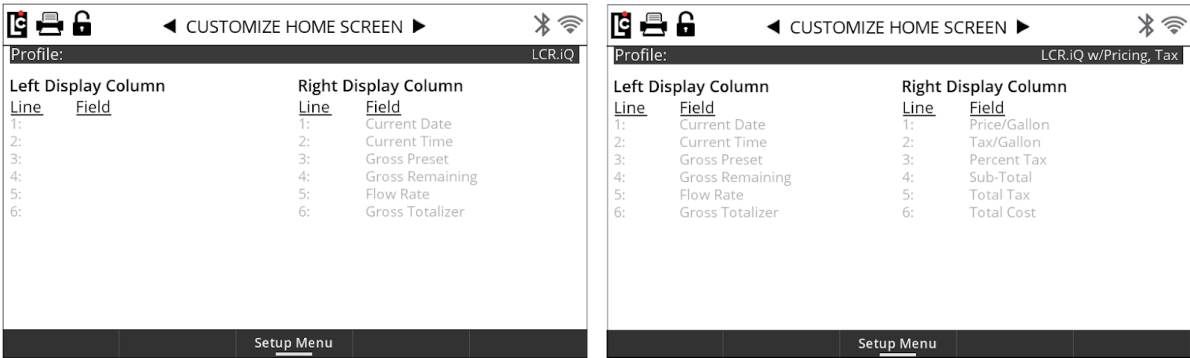 LC
CUSTOMIZE HOME SCREEN
Profile: LCR.iQ
Left Display Column Right Display Column
Line Field Line Field
1: 1: Current Date
2: 2: Current Time
3: 3: Gross Preset
4: 4: Gross Remaining
5: 5: Flow Rate
6: 6: Gross Totalizer
Setup Menu
LC
CUSTOMIZE HOME SCREEN
Profile: LCR.iQ w/Pricing, Tax
Left Display Column Right Display Column
Line Field Line Field
1: Current Date 1: Price/Gallon
2: Current Time 2: Tax/Gallon
3: Gross Preset 3: Percent Tax
4: Gross Remaining 4: Sub-Total
5: Flow Rate 5: Total Tax
6: Gross Totalizer 6: Total Cost
Setup Menu